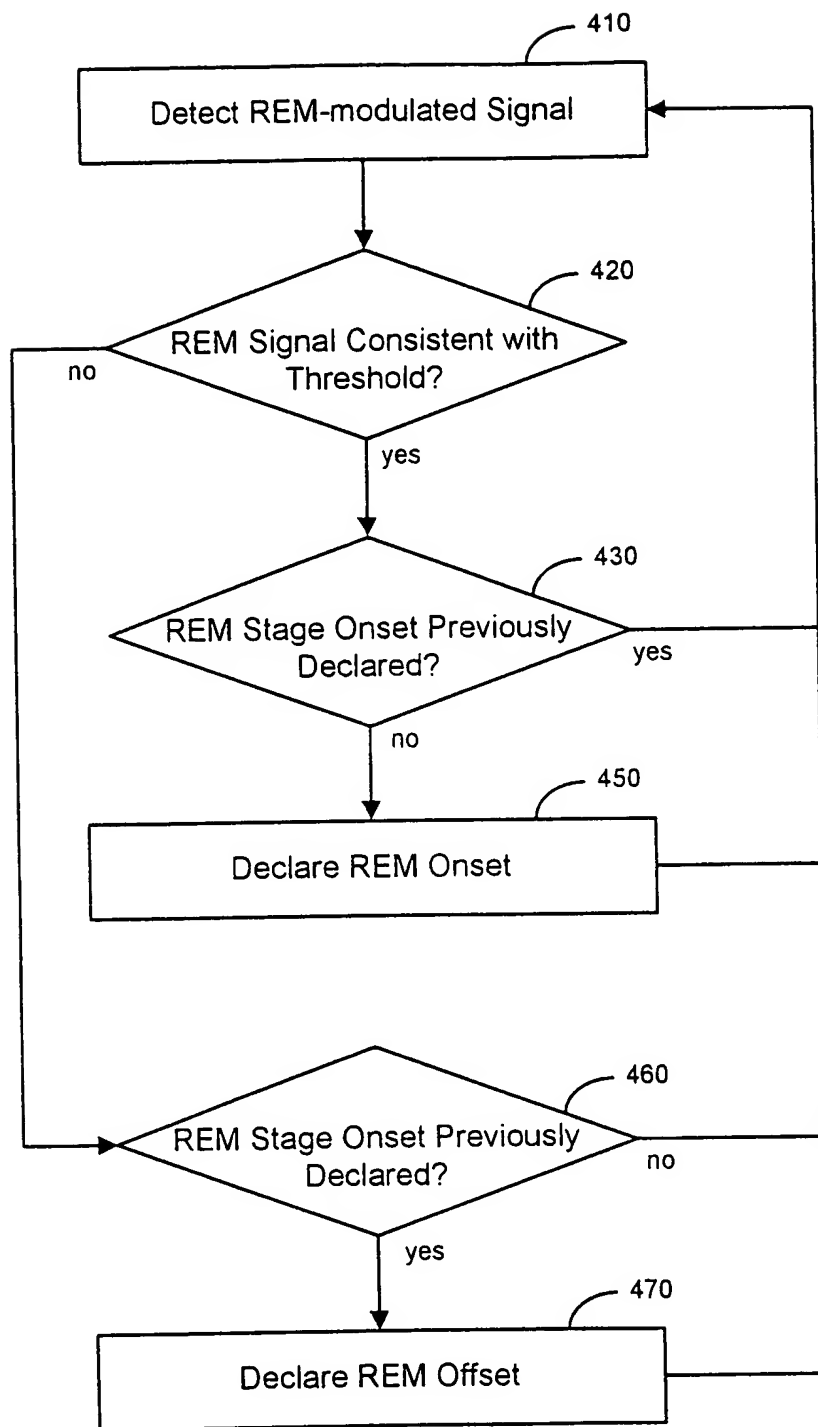 410
Detect REM-modulated Signal
420
REM Signal Consistent with
Threshold?
no
yes
430
REM Stage Onset Previously
Declared?
yes
no
450
Declare REM Onset
460
REM Stage Onset Previously
Declared?
no
yes
470
Declare REM Offset